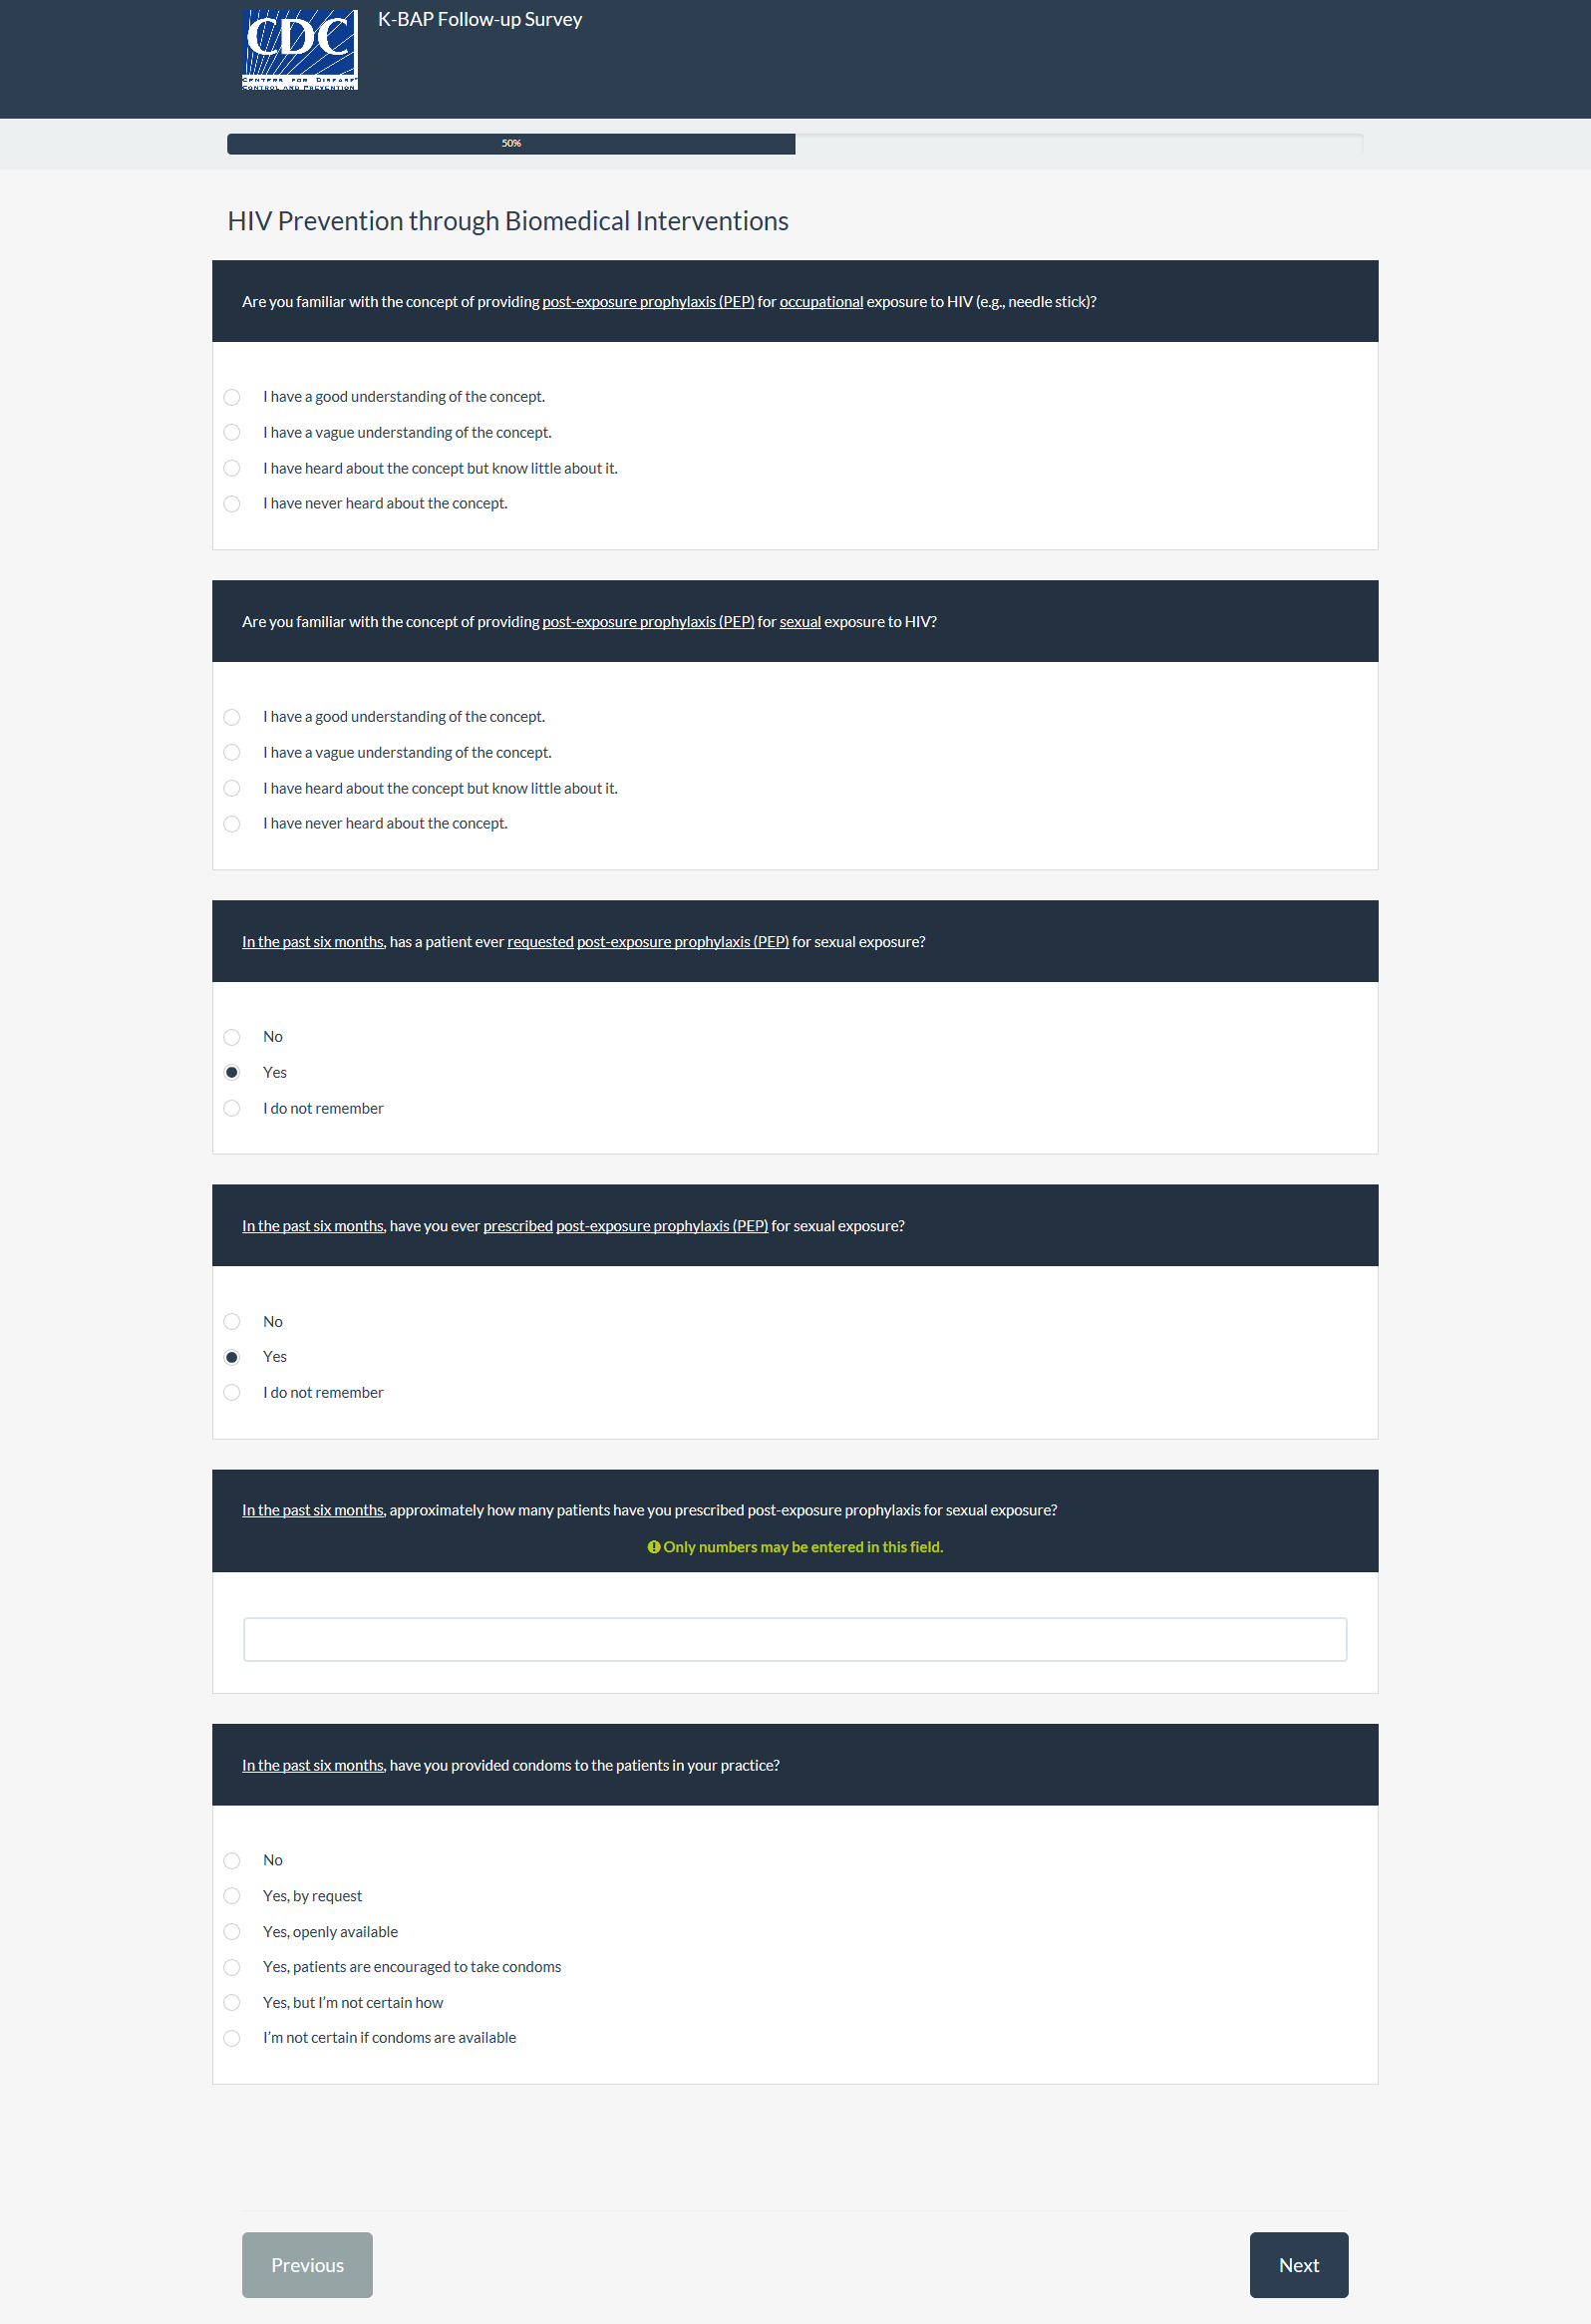 CDC
CENTERS FOR DISEASE
CONTROL AND PREVENTION
K-BAP Follow-up Survey
50%
HIV Prevention through Biomedical Interventions
Are you familiar with the concept of providing post-exposure prophylaxis (PEP) for occupational exposure to HIV (e.g., needle stick)?
I have a good understanding of the concept.
I have a vague understanding of the concept.
I have heard about the concept but know little about it.
I have never heard about the concept.
Are you familiar with the concept of providing post-exposure prophylaxis (PEP) for sexual exposure to HIV?
I have a good understanding of the concept.
I have a vague understanding of the concept.
I have heard about the concept but know little about it.
I have never heard about the concept.
In the past six months, has a patient ever requested post-exposure prophylaxis (PEP) for sexual exposure?
No
Yes
I do not remember
In the past six months, have you ever prescribed post-exposure prophylaxis (PEP) for sexual exposure?
No
Yes
I do not remember
In the past six months, approximately how many patients have you prescribed post-exposure prophylaxis for sexual exposure?
Only numbers may be entered in this field.
In the past six months, have you provided condoms to the patients in your practice?
No
Yes, by request
Yes, openly available
Yes, patients are encouraged to take condoms
Yes, but I'm not certain how
I'm not certain if condoms are available
Previous
Next